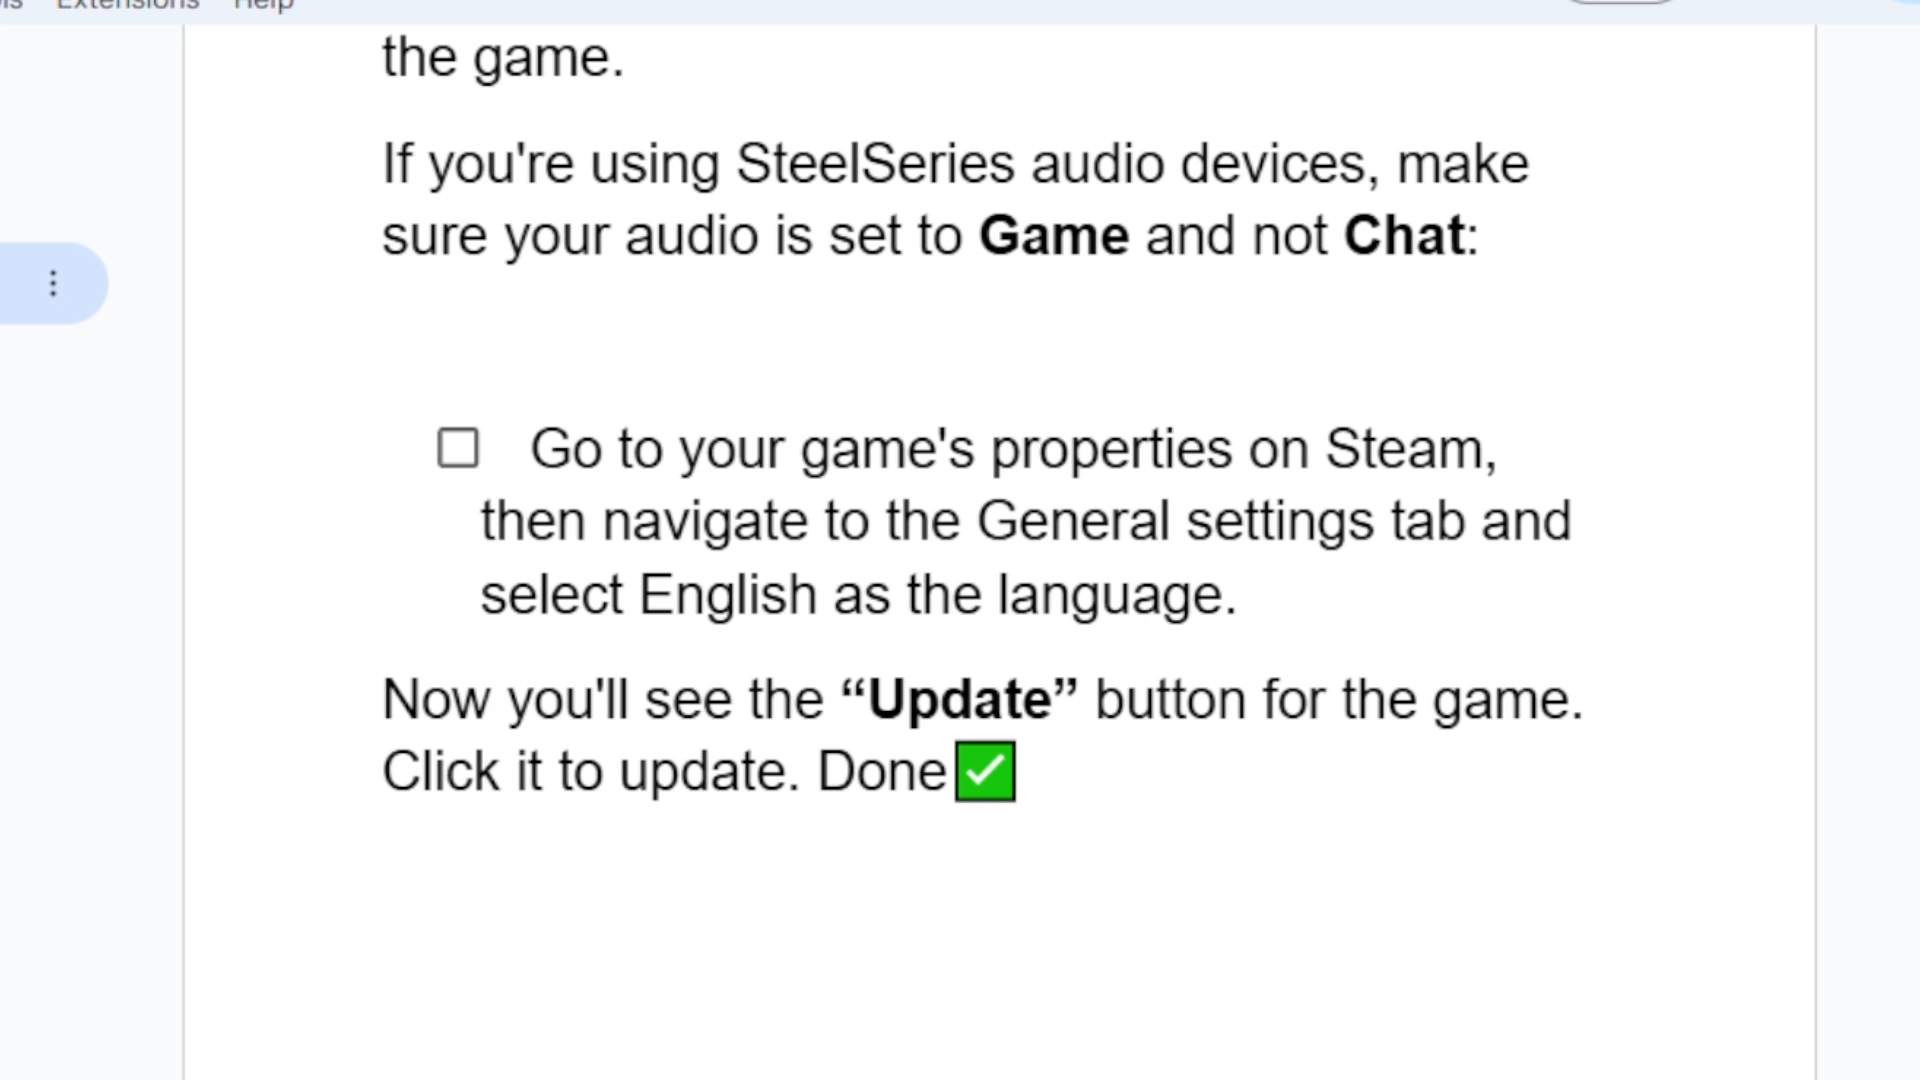 Extensions Help
the game.
If you're using SteelSeries audio devices, make
sure your audio is set to Game and not Chat:
Go to your game's properties on Steam,
then navigate to the General settings tab and
select English as the language.
Now you'll see the “Update” button for the game.
Click it to update. Done✅